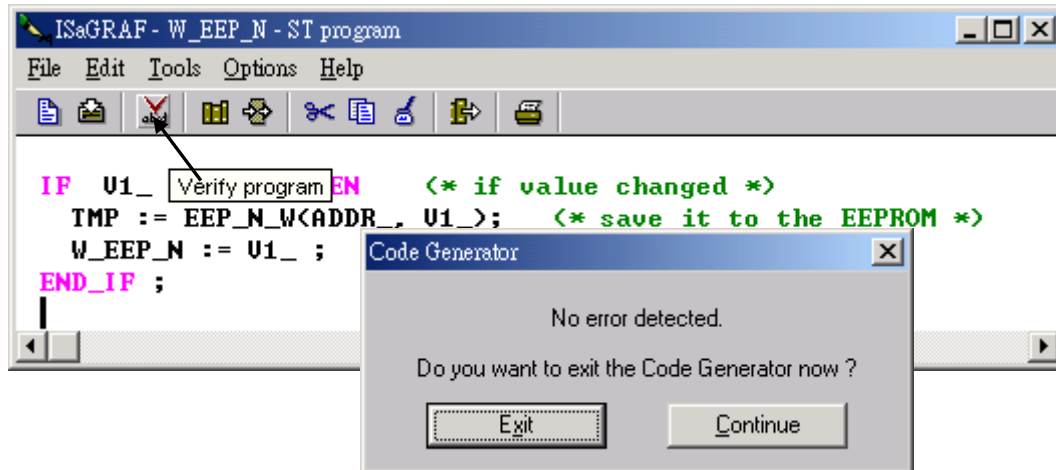 ISaGRAF - W_EEP_N - ST program
File Edit Tools Options Help
IF V1_ EN (* if value changed *)
Verify program
TMP := EEP_N_W(ADDR_, V1_); (* save it to the EEPROM *)
W_EEP_N := V1_ ;
END_IF ;
Code Generator
No error detected.
Do you want to exit the Code Generator now ?
Exit Continue